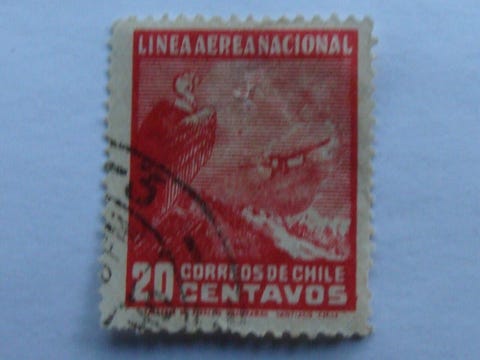 LINEA AEREA NACIONAL
20 CORREOS DE CHILE
CENTAVOS